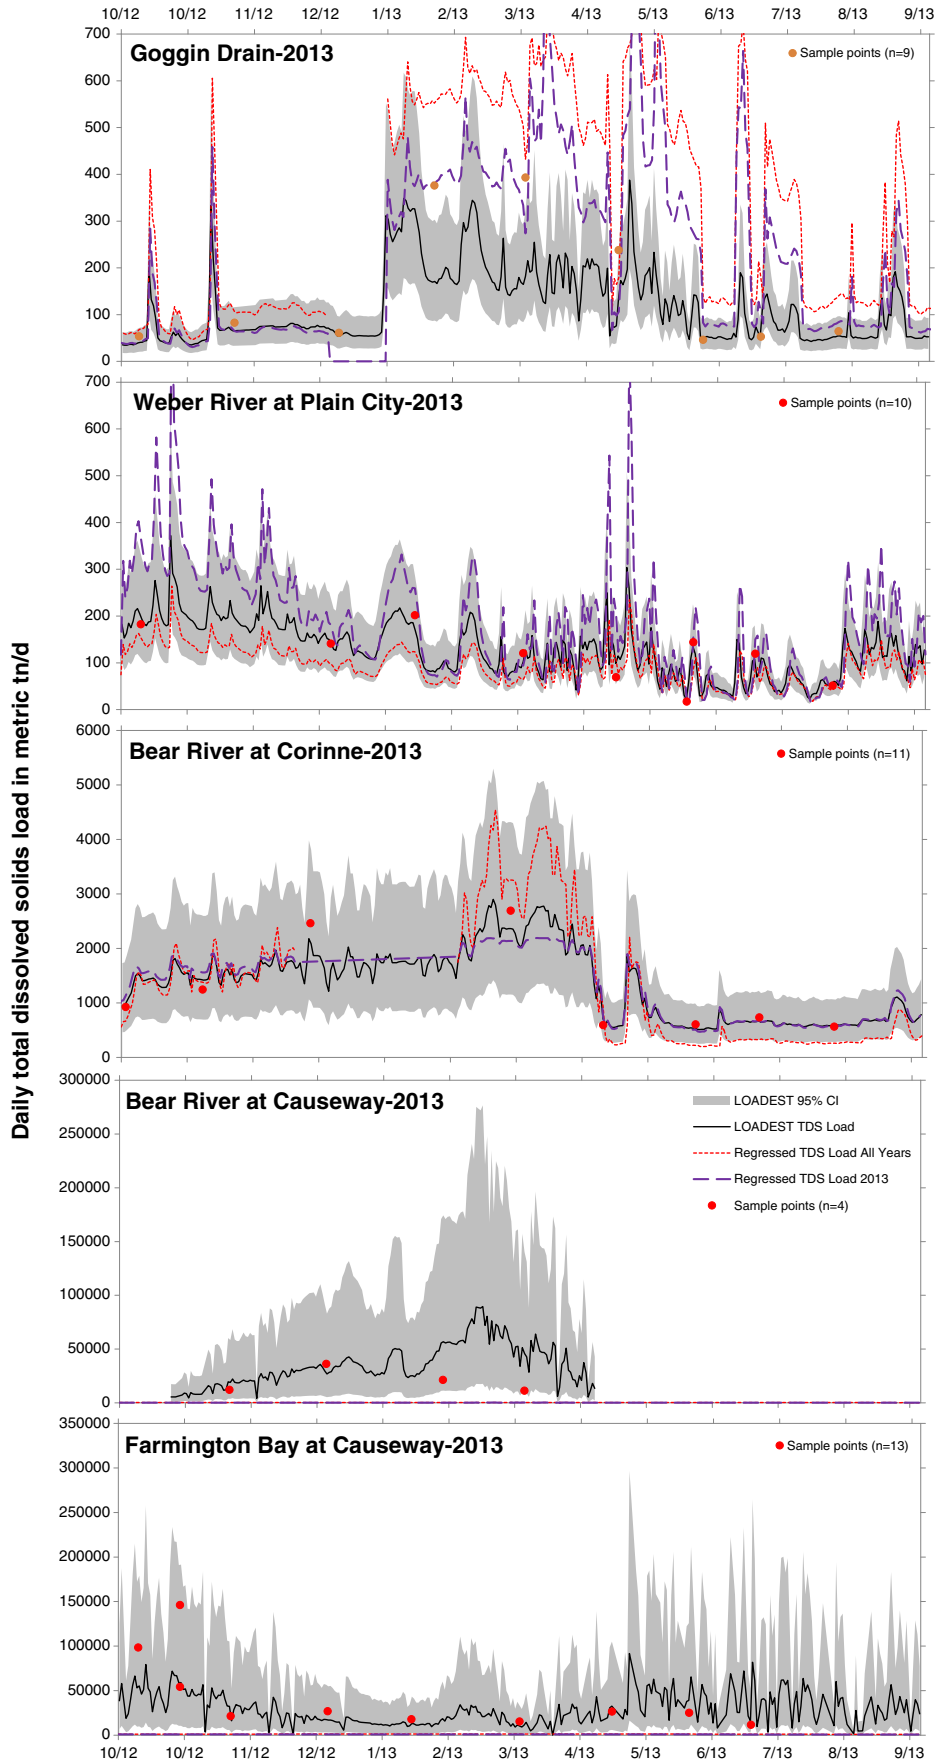 10/12 10/12 11/12 12/12 1/13 2/13 3/13 4/13 5/13 6/13 7/13 8/13 9/13
Daily total dissolved solids load in metric tn/d
Goggin Drain-2013
Sample points (n=9)
700
600
500
400
300
200
100
0
Weber River at Plain City-2013
Sample points (n=10)
700
600
500
400
300
200
100
0
Bear River at Corinne-2013
Sample points (n=11)
6000
5000
4000
3000
2000
1000
0
Bear River at Causeway-2013
LOADEST 95% CI
LOADEST TDS Load
Regressed TDS Load All Years
Regressed TDS Load 2013
Sample points (n=4)
300000
250000
200000
150000
100000
50000
0
Farmington Bay at Causeway-2013
Sample points (n=13)
350000
300000
250000
200000
150000
100000
50000
0
10/12 10/12 11/12 12/12 1/13 2/13 3/13 4/13 5/13 6/13 7/13 8/13 9/13